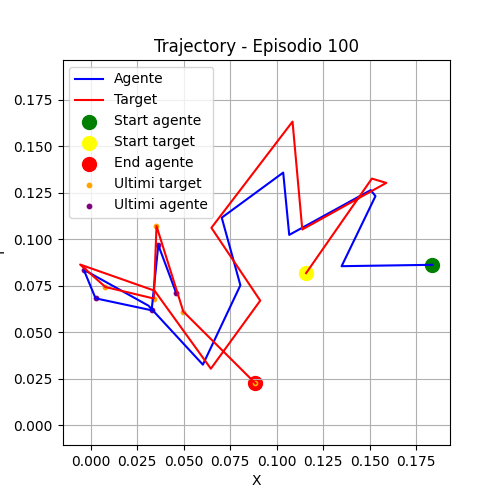 Trajectory - Episodio 100
Agente
Target
Start agente
Start target
End agente
Ultimi target
Ultimi agente
0.175
0.150
0.125
0.100
0.075
0.050
0.025
0.000
0.000 0.025 0.050 0.075 0.100 0.125 0.150 0.175
X